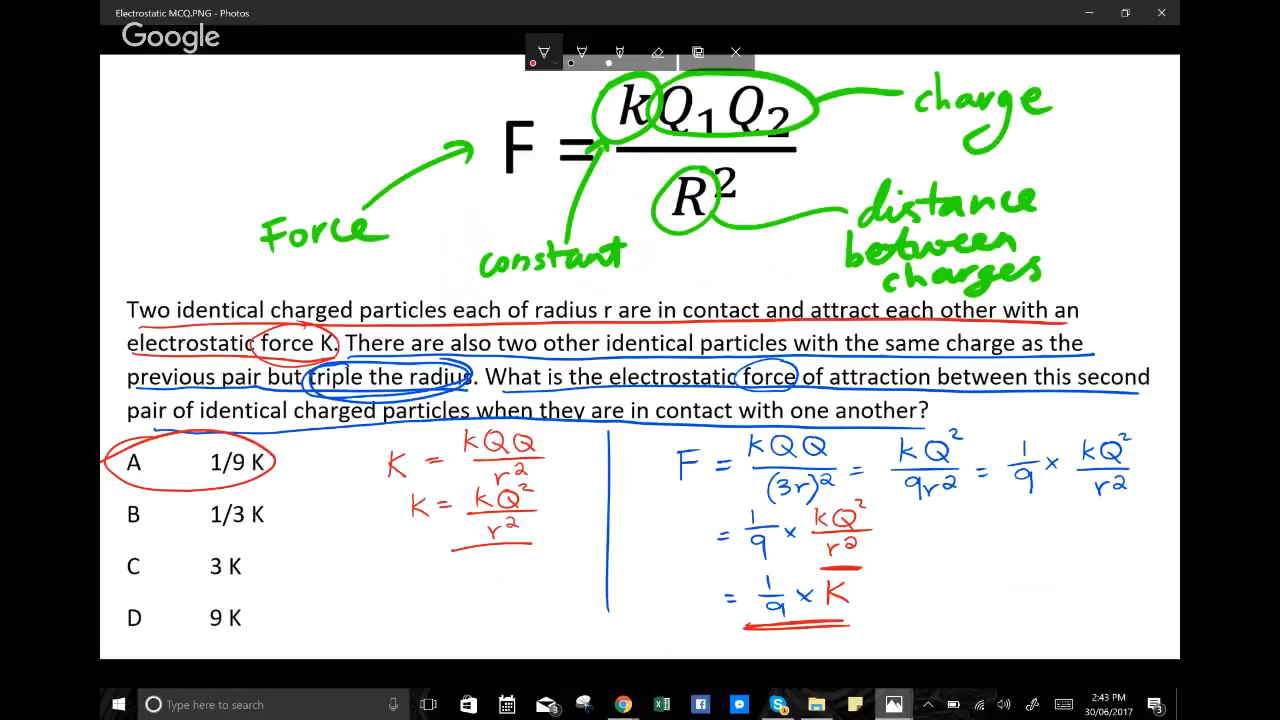 Electrostatic MCQ.PNG - Photos
Google
F = kQ₁Q₂ / R²
charge
Force
constant
distance
between
charges
Two identical charged particles each of radius r are in contact and attract each other with an
electrostatic force K. There are also two other identical particles with the same charge as the
previous pair but triple the radius. What is the electrostatic force of attraction between this second
pair of identical charged particles when they are in contact with one another?
A 1/9 K
B 1/3 K
C 3 K
D 9 K
K = kQQ / r²
K = kQ² / r²
F = kQQ / (3r)² = kQ² / 9r² = 1/9 × kQ² / r²
= 1/9 × kQ² / r²
= 1/9 × K
Type here to search
2:43 PM
30/06/2017
3